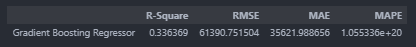 R-Square RMSE MAE MAPE
Gradient Boosting Regressor 0.336369 61390.751504 35621.988656 1.055336e+20